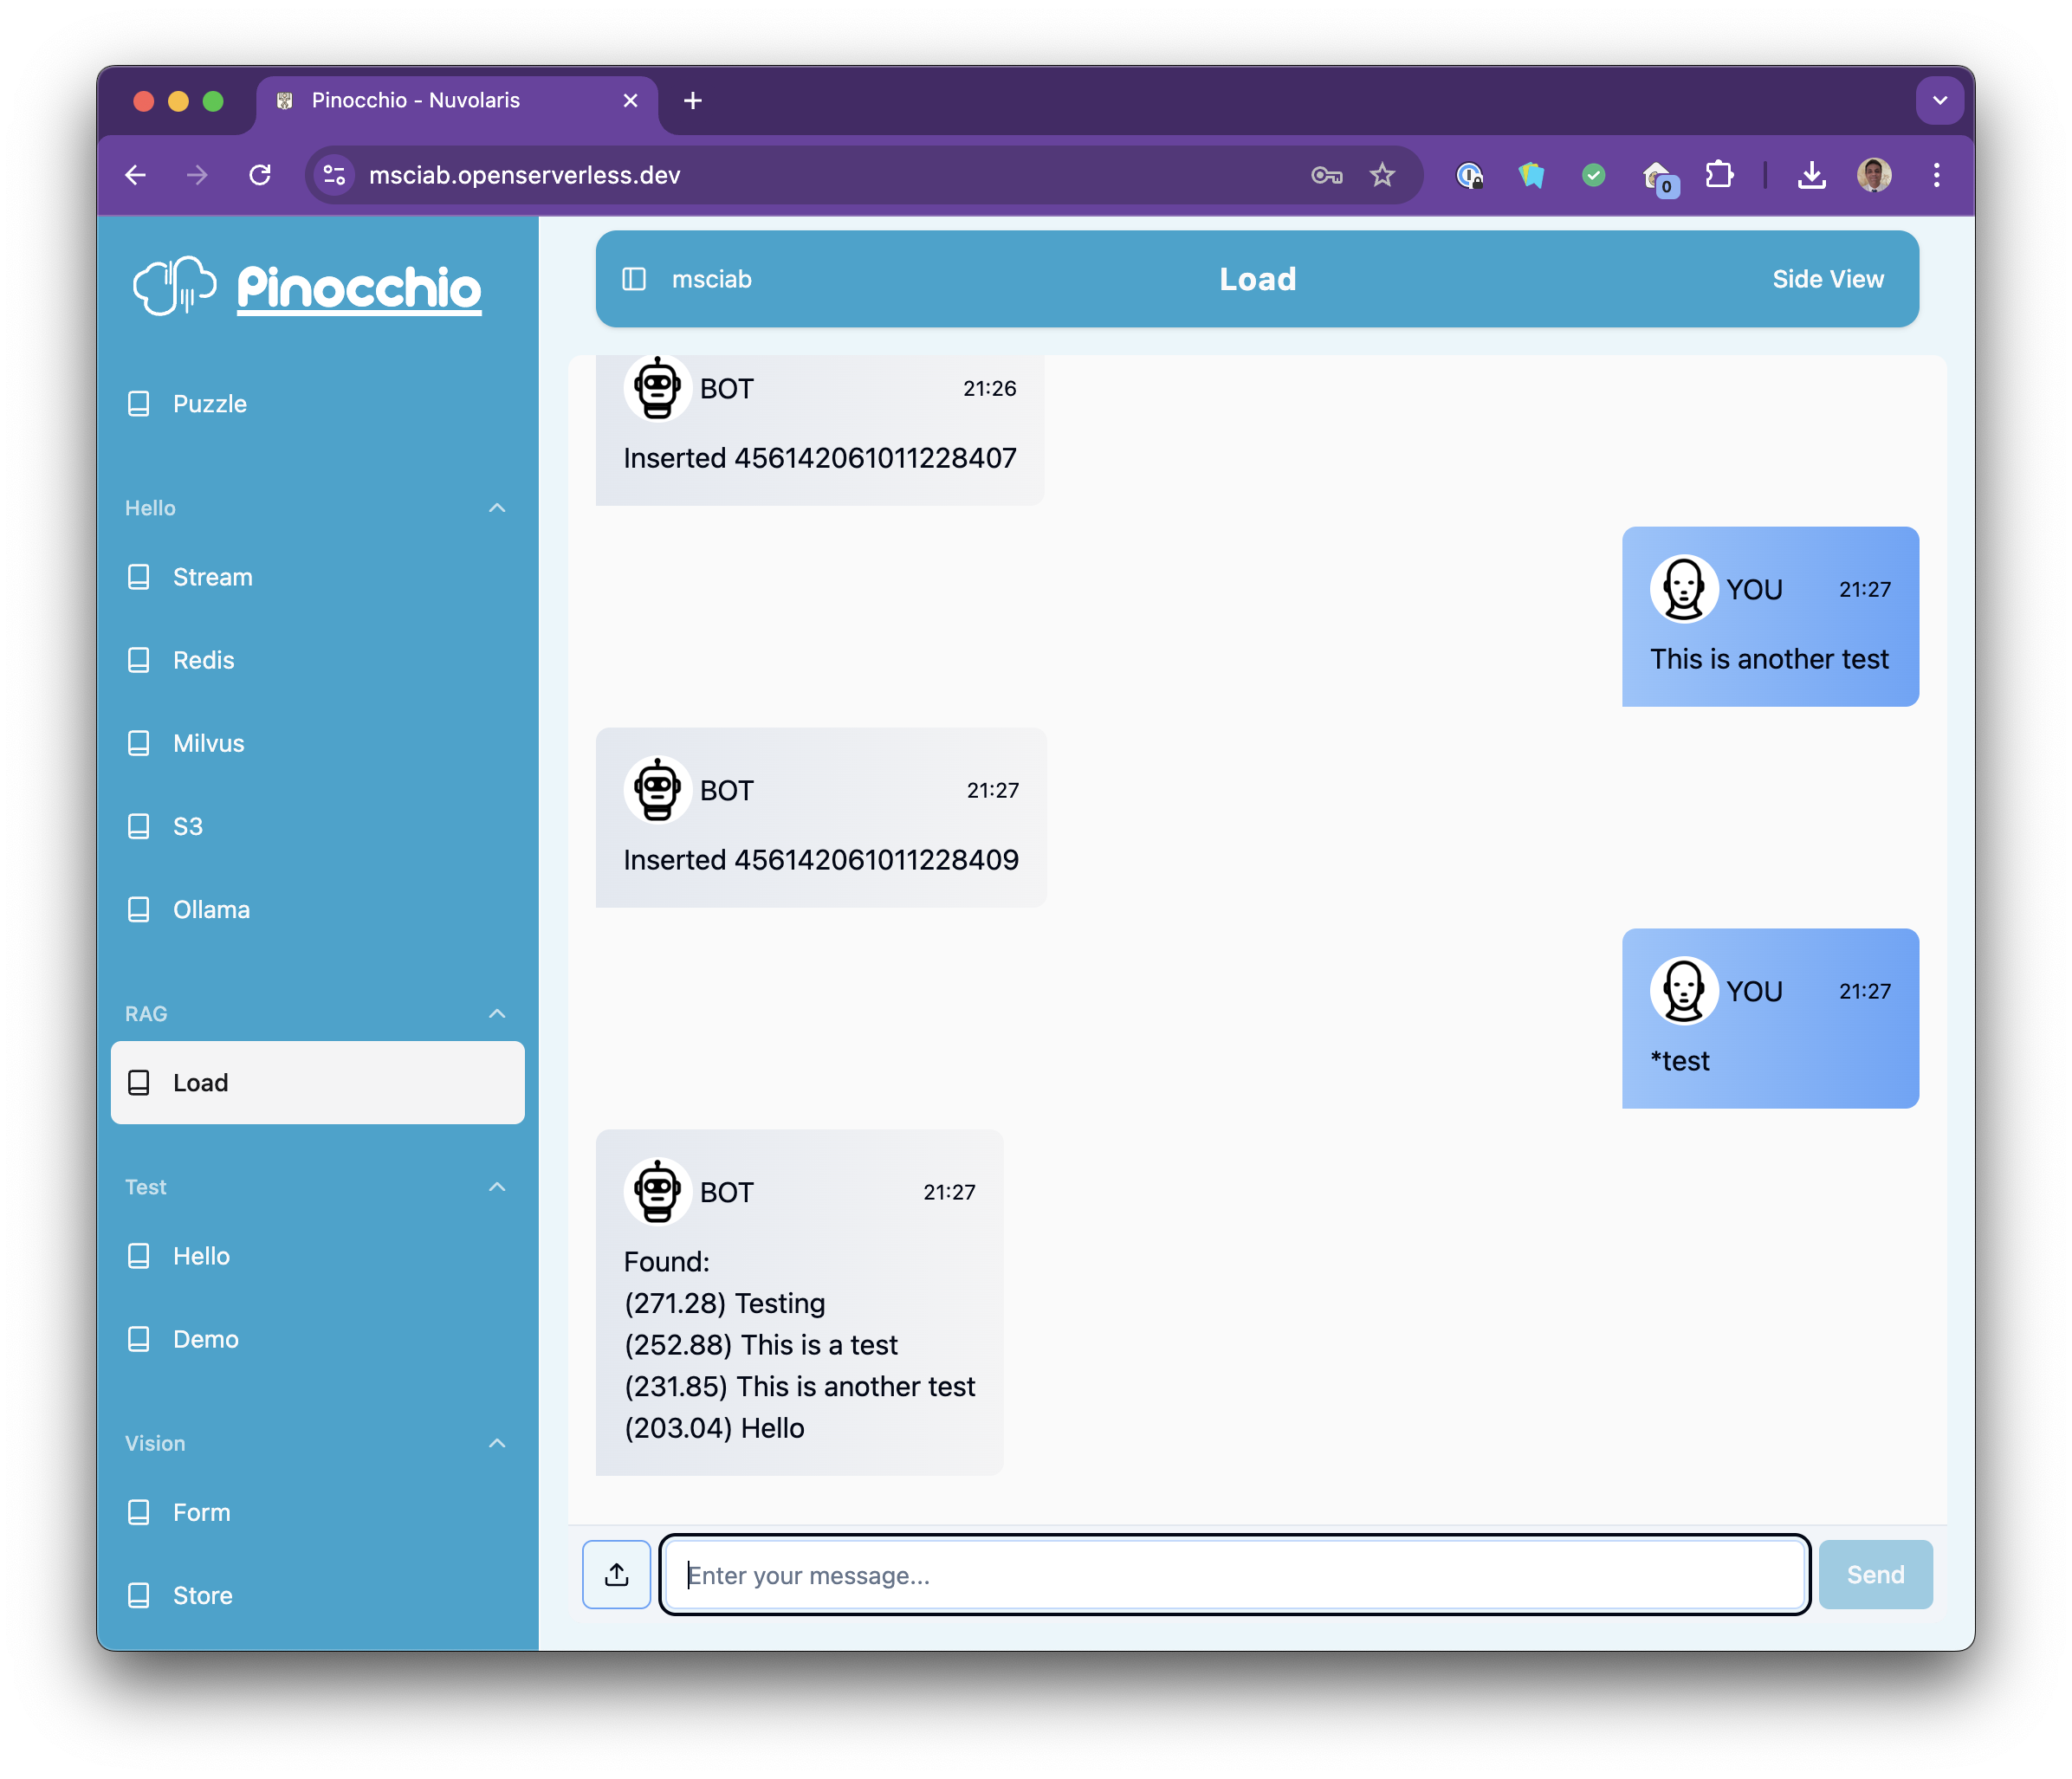 Pinocchio - Nuvolaris
msciab.openserverless.dev
0
Pinocchio
Puzzle
Hello
Stream
Redis
Milvus
S3
Ollama
RAG
Load
Test
Hello
Demo
Vision
Form
Store
msciab
Load
Side View
BOT 21:26
Inserted 456142061011228407
YOU 21:27
This is another test
BOT 21:27
Inserted 456142061011228409
YOU 21:27
*test
BOT 21:27
Found:
(271.28) Testing
(252.88) This is a test
(231.85) This is another test
(203.04) Hello
Enter your message...
Send